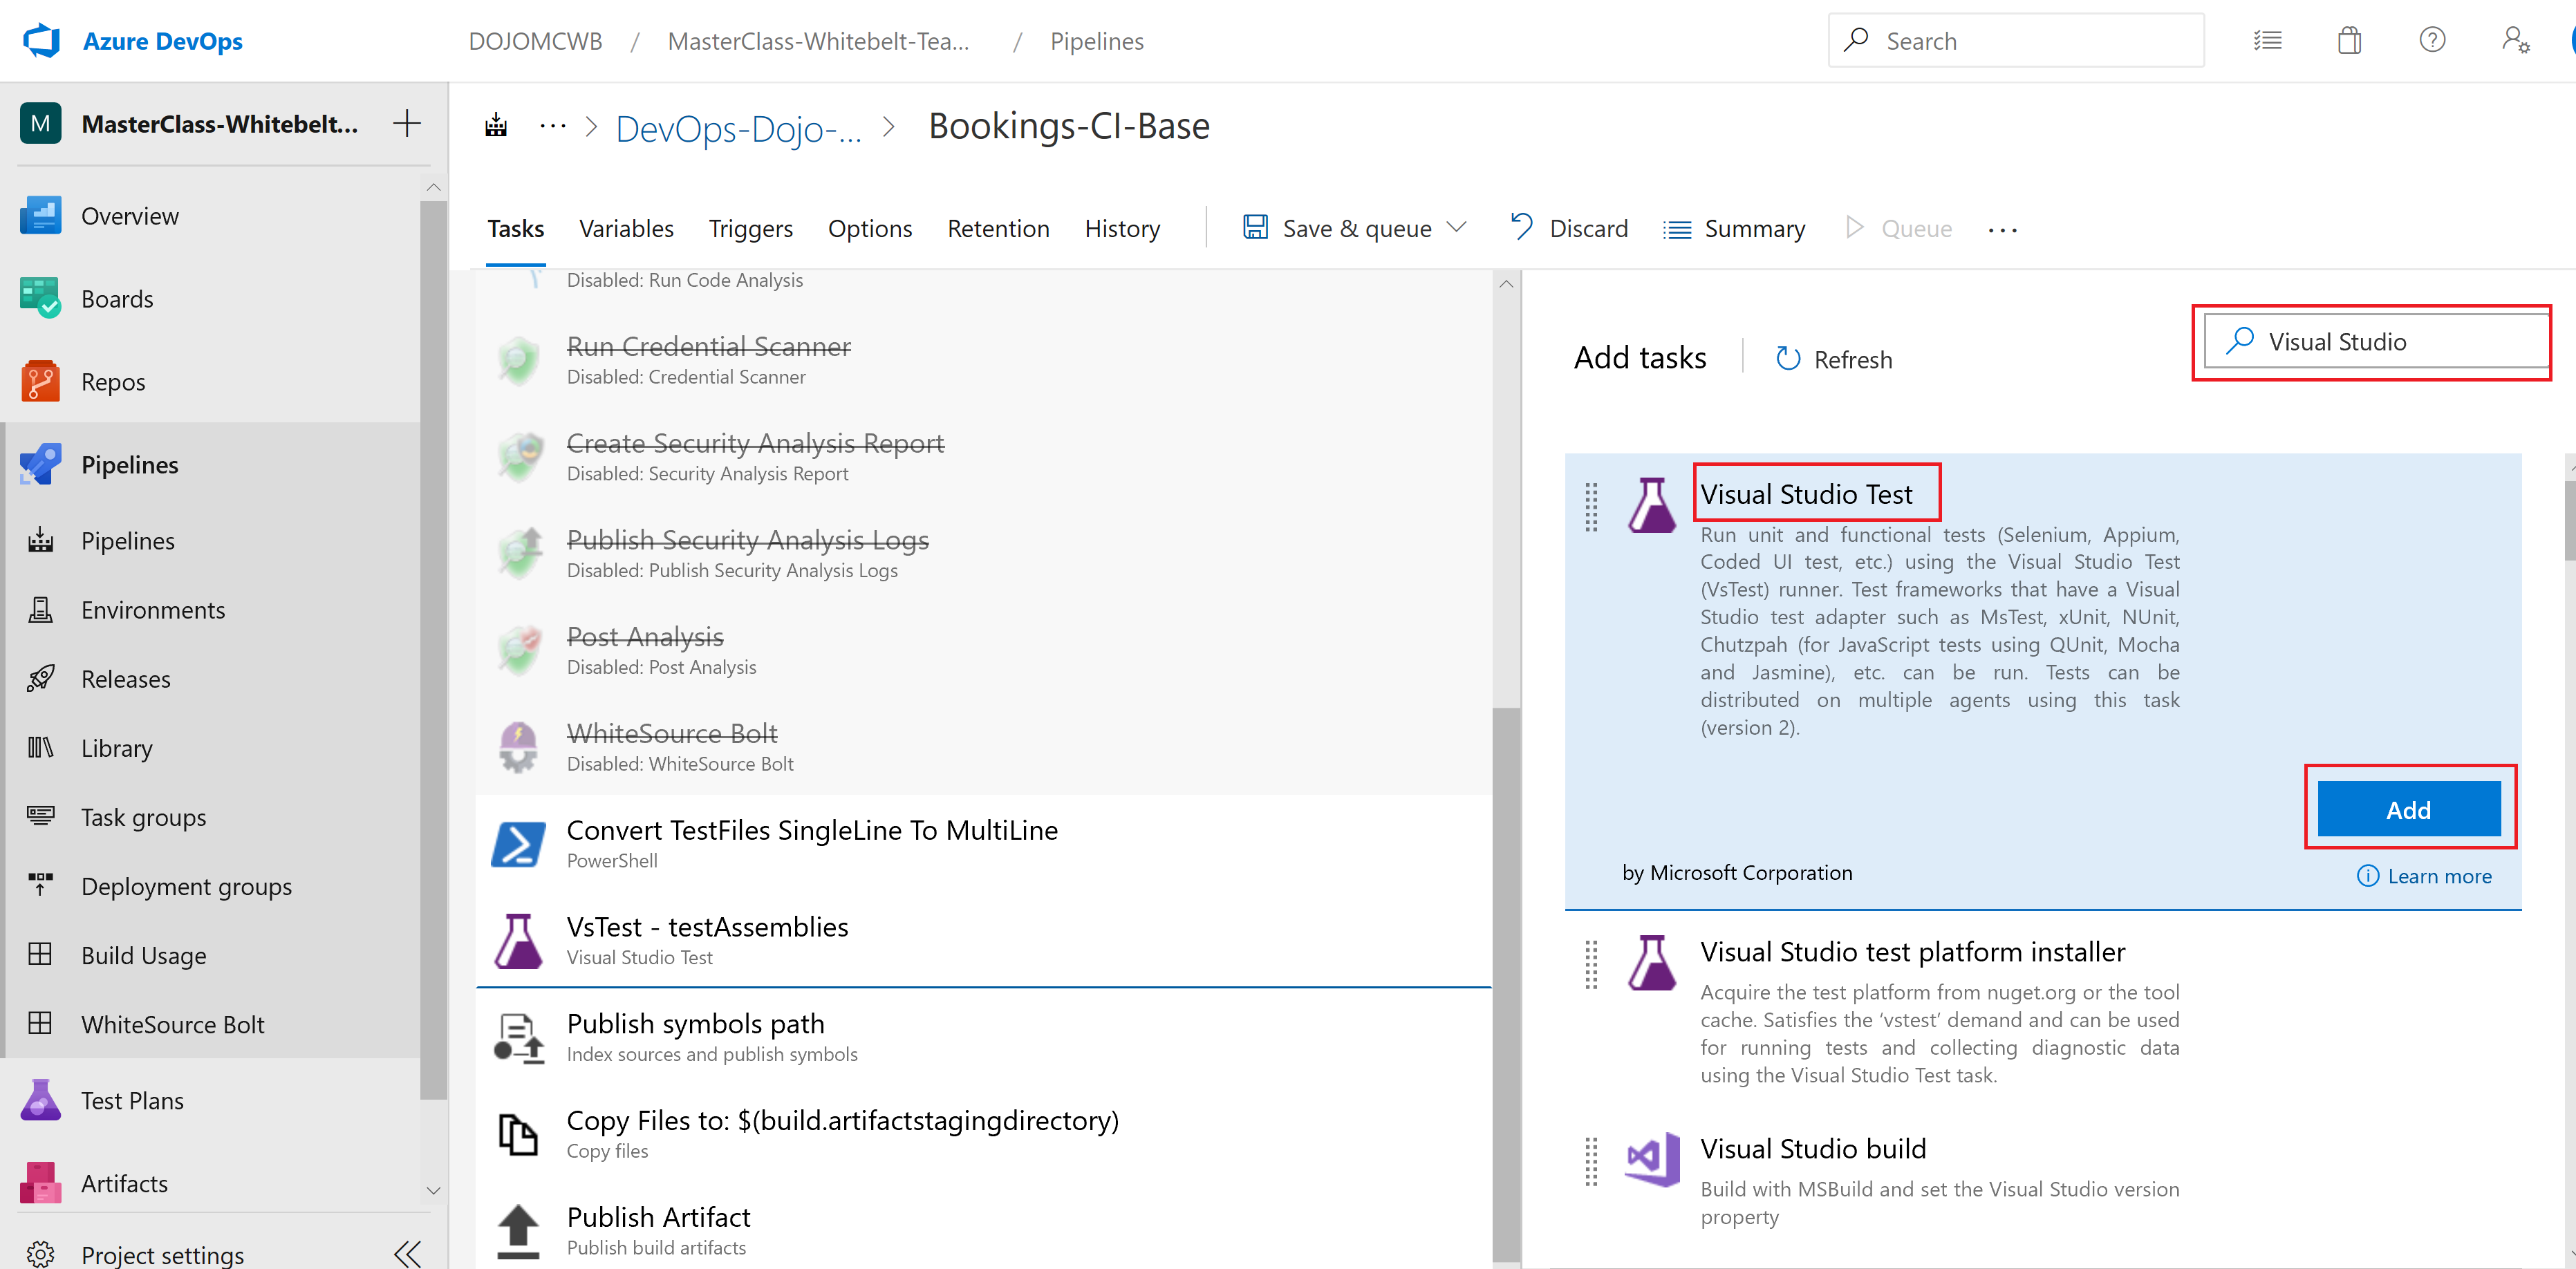 Azure DevOps
DOJOMCWB / MasterClass-Whitebelt-Tea... / Pipelines
Search
M MasterClass-Whitebelt...
Overview
Boards
Repos
Pipelines
Pipelines
Environments
Releases
Library
Task groups
Deployment groups
Build Usage
WhiteSource Bolt
Test Plans
Artifacts
Project settings
... > DevOps-Dojo-... > Bookings-CI-Base
Tasks Variables Triggers Options Retention History Save & queue Discard Summary Queue ...
Disabled: Run Code Analysis
Run Credential Scanner
Disabled: Credential Scanner
Create Security Analysis Report
Disabled: Security Analysis Report
Publish Security Analysis Logs
Disabled: Publish Security Analysis Logs
Post Analysis
Disabled: Post Analysis
WhiteSource Bolt
Disabled: WhiteSource Bolt
Convert TestFiles SingleLine To MultiLine
PowerShell
VsTest - testAssemblies
Visual Studio Test
Publish symbols path
Index sources and publish symbols
Copy Files to: $(build.artifactstagingdirectory)
Copy files
Publish Artifact
Publish build artifacts
Add tasks
Refresh
Visual Studio
Visual Studio Test
Run unit and functional tests (Selenium, Appium,
Coded UI test, etc.) using the Visual Studio Test
(VsTest) runner. Test frameworks that have a Visual
Studio test adapter such as MsTest, xUnit, NUnit,
Chutzpah (for JavaScript tests using QUnit, Mocha
and Jasmine), etc. can be run. Tests can be
distributed on multiple agents using this task
(version 2).
Add
by Microsoft Corporation
Learn more
Visual Studio test platform installer
Acquire the test platform from nuget.org or the tool
cache. Satisfies the ‘vstest’ demand and can be used
for running tests and collecting diagnostic data
using the Visual Studio Test task.
Visual Studio build
Build with MSBuild and set the Visual Studio version
property